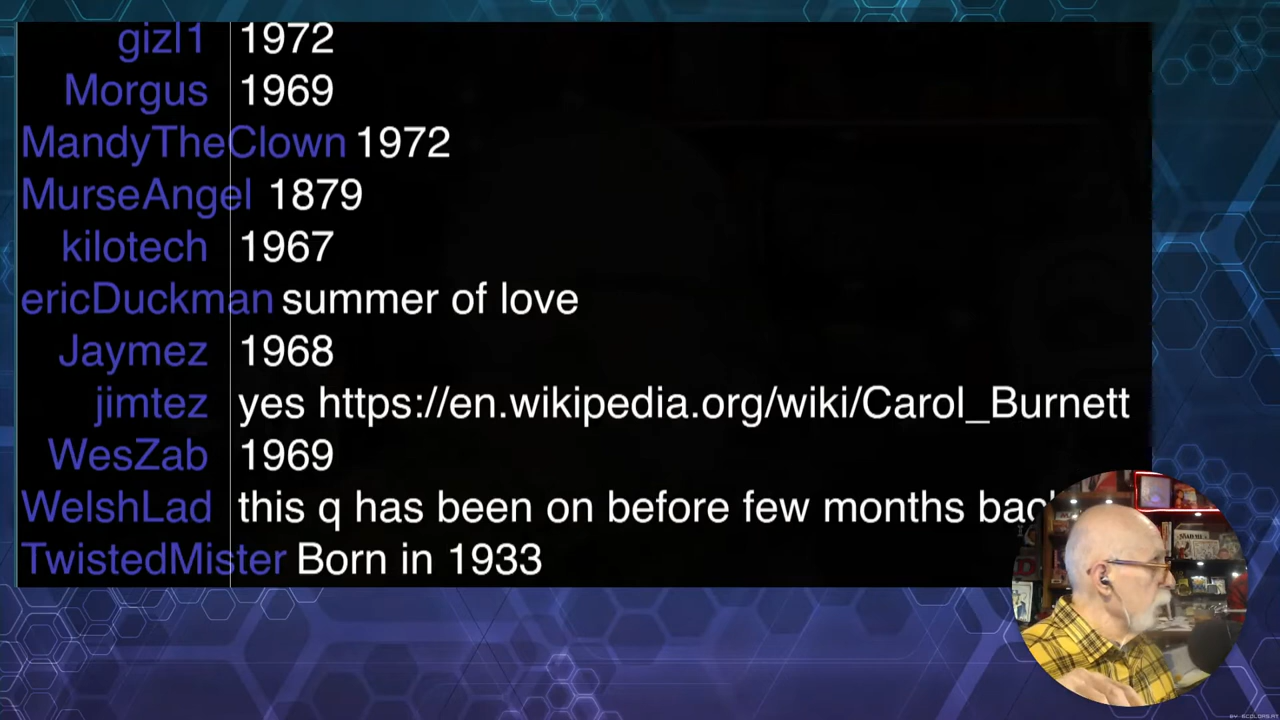 gizl1 1972
Morgus 1969
MandyTheClown 1972
MurseAngel 1879
kilotech 1967
ericDuckman summer of love
Jaymez 1968
jimtez yes https://en.wikipedia.org/wiki/Carol_Burnett
WesZab 1969
WelshLad this q has been on before few months
TwistedMister Born in 1933